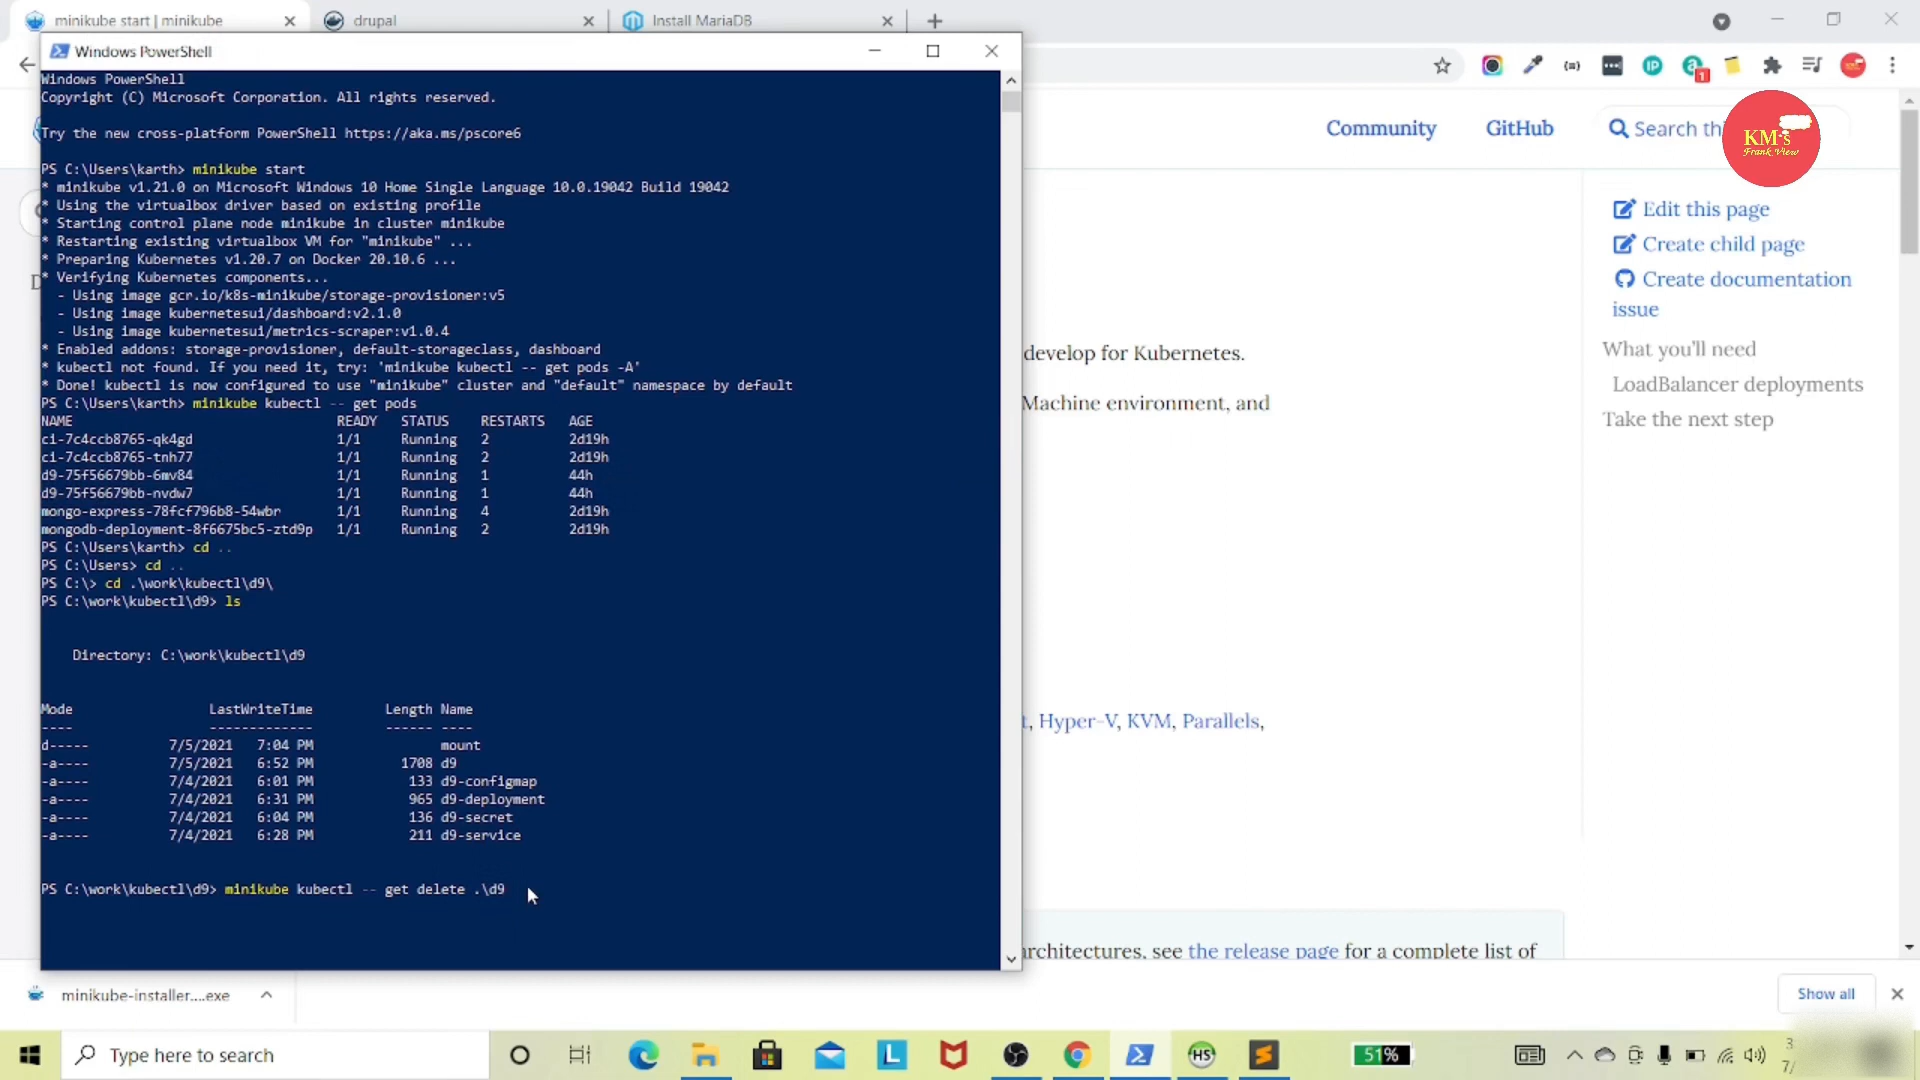 minikube start | minikube
drupal
Install MariaDB
Windows PowerShell
Windows PowerShell
Copyright (C) Microsoft Corporation. All rights reserved.
Try the new cross-platform PowerShell https://aka.ms/pscore6
PS C:\Users\karth> minikube start
* minikube v1.21.0 on Microsoft Windows 10 Home Single Language 10.0.19042 Build 19042
* Using the virtualbox driver based on existing profile
* Starting control plane node minikube in cluster minikube
* Restarting existing virtualbox VM for "minikube" ...
* Preparing Kubernetes v1.20.7 on Docker 20.10.6 ...
* Verifying Kubernetes components...
- Using image gcr.io/k8s-minikube/storage-provisioner:v5
- Using image kubernetesui/dashboard:v2.1.0
- Using image kubernetesui/metrics-scraper:v1.0.4
* Enabled addons: storage-provisioner, default-storageclass, dashboard
* kubectl not found. If you need it, try: 'minikube kubectl -- get pods -A'
* Done! kubectl is now configured to use "minikube" cluster and "default" namespace by default
PS C:\Users\karth> minikube kubectl -- get pods
NAME READY STATUS RESTARTS AGE
ci-7c4ccb8765-qk4gd 1/1 Running 2 2d19h
ci-7c4ccb8765-tnh77 1/1 Running 2 2d19h
d9-75f56679bb-6mv84 1/1 Running 1 44h
d9-75f56679bb-nvdw7 1/1 Running 1 44h
mongo-express-78fcf796b8-54wbr 1/1 Running 4 2d19h
mongodb-deployment-8f6675bc5-ztd9p 1/1 Running 2 2d19h
PS C:\Users\karth> cd ..
PS C:\Users> cd ..
PS C:\> cd .\work\kubectl\d9\
PS C:\work\kubectl\d9> ls
Directory: C:\work\kubectl\d9
Mode LastWriteTime Length Name
---- ------------- ------ ----
d----- 7/5/2021 7:04 PM mount
-a---- 7/5/2021 6:52 PM 1708 d9
-a---- 7/4/2021 6:01 PM 133 d9-configmap
-a---- 7/4/2021 6:31 PM 965 d9-deployment
-a---- 7/4/2021 6:04 PM 136 d9-secret
-a---- 7/4/2021 6:28 PM 211 d9-service
PS C:\work\kubectl\d9> minikube kubectl -- get delete .\d9
Community
GitHub
Search
KM's
Frank View
Edit this page
Create child page
Create documentation
issue
What you'll need
LoadBalancer deployments
Take the next step
develop for Kubernetes.
Machine environment, and
Hyper-V, KVM, Parallels,
architectures, see the release page for a complete list of
minikube-installer....exe
Show all
Type here to search
51%